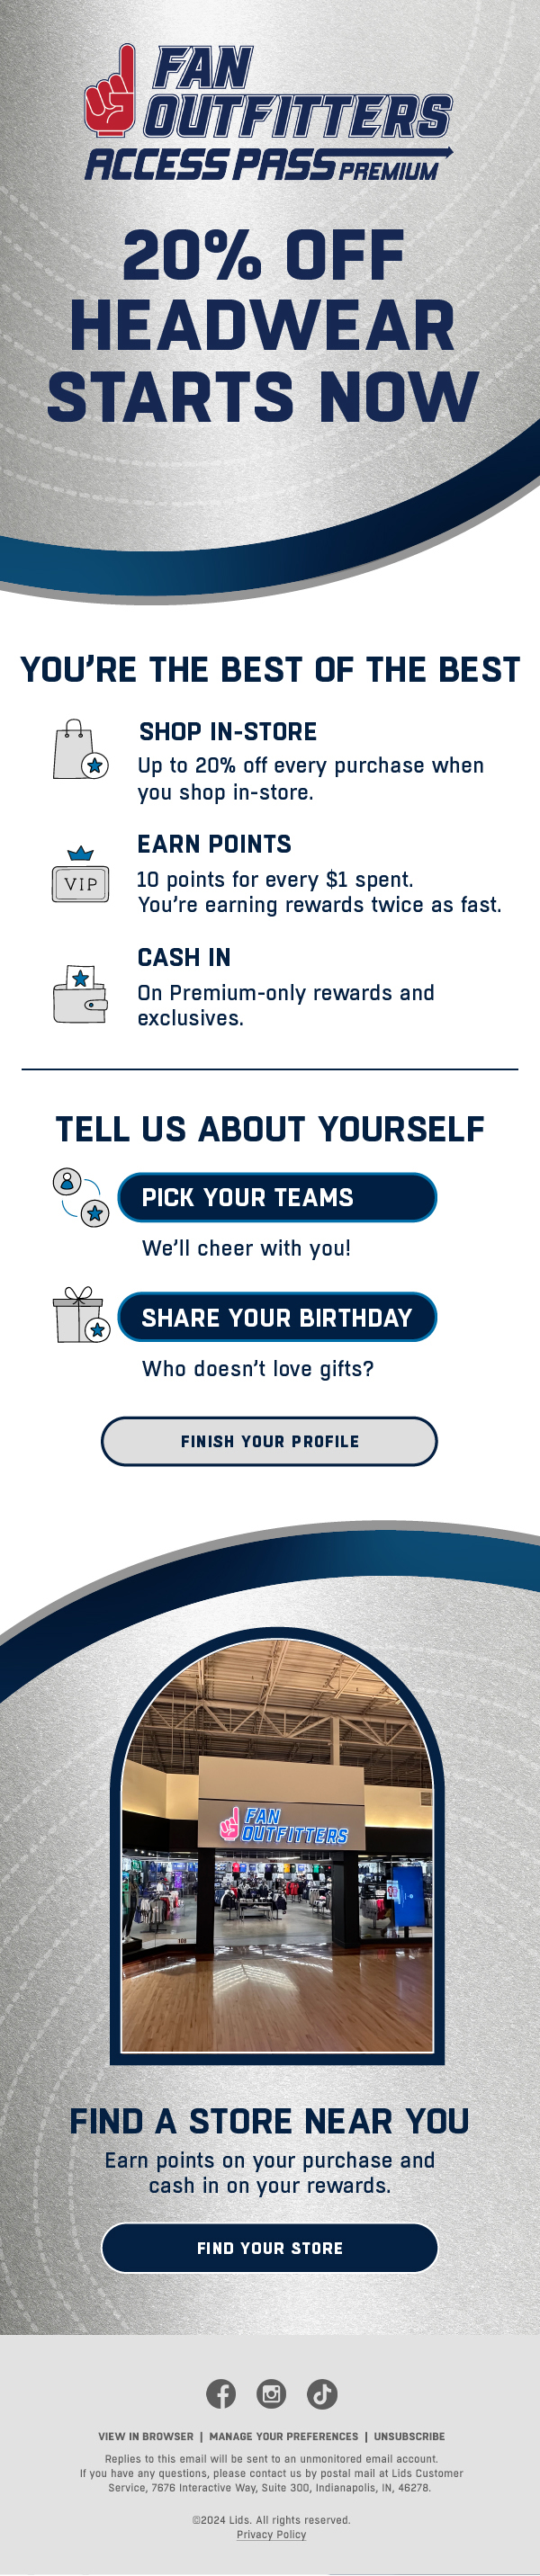 FAN
OUTFITTERS
ACCESS PASS PREMIUM
20% OFF
HEADWEAR
STARTS NOW
YOU’RE THE BEST OF THE BEST
SHOP IN-STORE
Up to 20% off every purchase when
you shop in-store.
EARN POINTS
VIP
10 points for every $1 spent.
You’re earning rewards twice as fast.
CASH IN
On Premium-only rewards and
exclusives.
TELL US ABOUT YOURSELF
PICK YOUR TEAMS
We’ll cheer with you!
SHARE YOUR BIRTHDAY
Who doesn’t love gifts?
FINISH YOUR PROFILE
FAN
OUTFITTERS
108
FIND A STORE NEAR YOU
Earn points on your purchase and
cash in on your rewards.
FIND YOUR STORE
VIEW IN BROWSER | MANAGE YOUR PREFERENCES | UNSUBSCRIBE
Replies to this email will be sent to an unmonitored email account.
If you have any questions, please contact us by postal mail at Lids Customer
Service, 7676 Interactive Way, Suite 300, Indianapolis, IN, 46278.
©2024 Lids. All rights reserved.
Privacy Policy